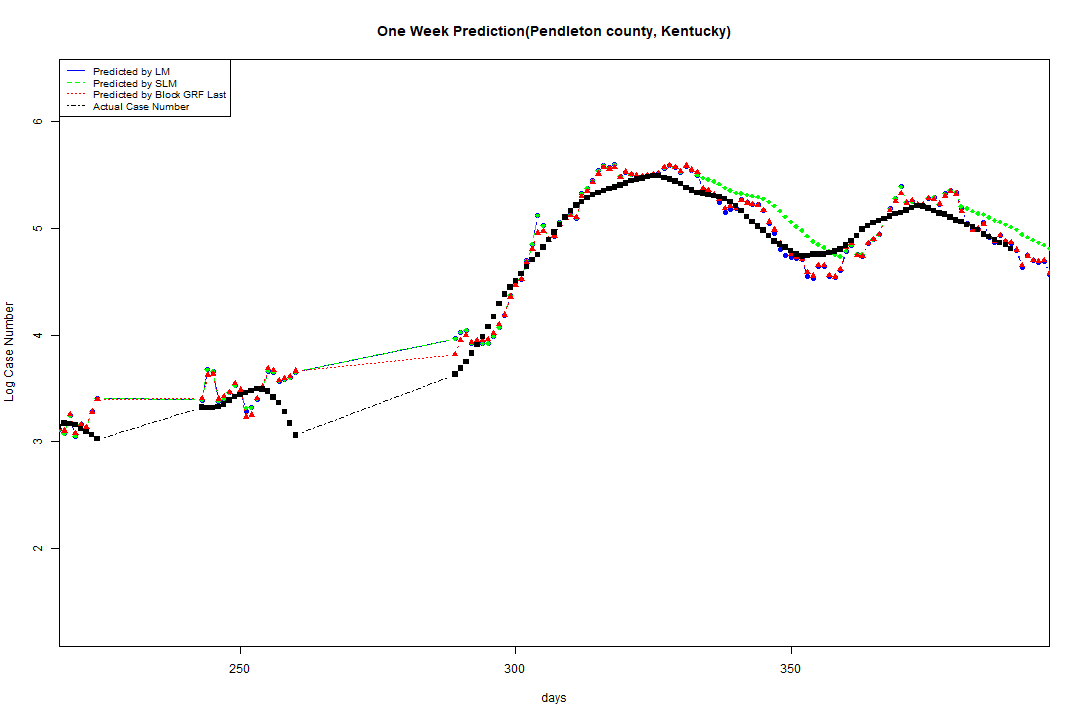 One Week Prediction(Pendleton county, Kentucky)
Predicted by LM
Predicted by SLM
Predicted by Block GRF Last
Actual Case Number
6
5
4
3
2
Log Case Number
250
300
350
days